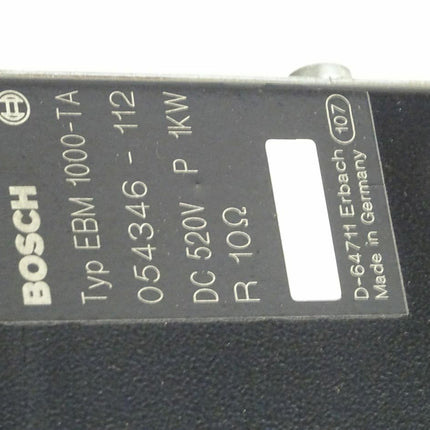 BOSCH
Typ EBM 1000-TA
054346 - 112
DC 520V P 1KW
R 10Ω
D-64711 Erbach 107
Made in Germany